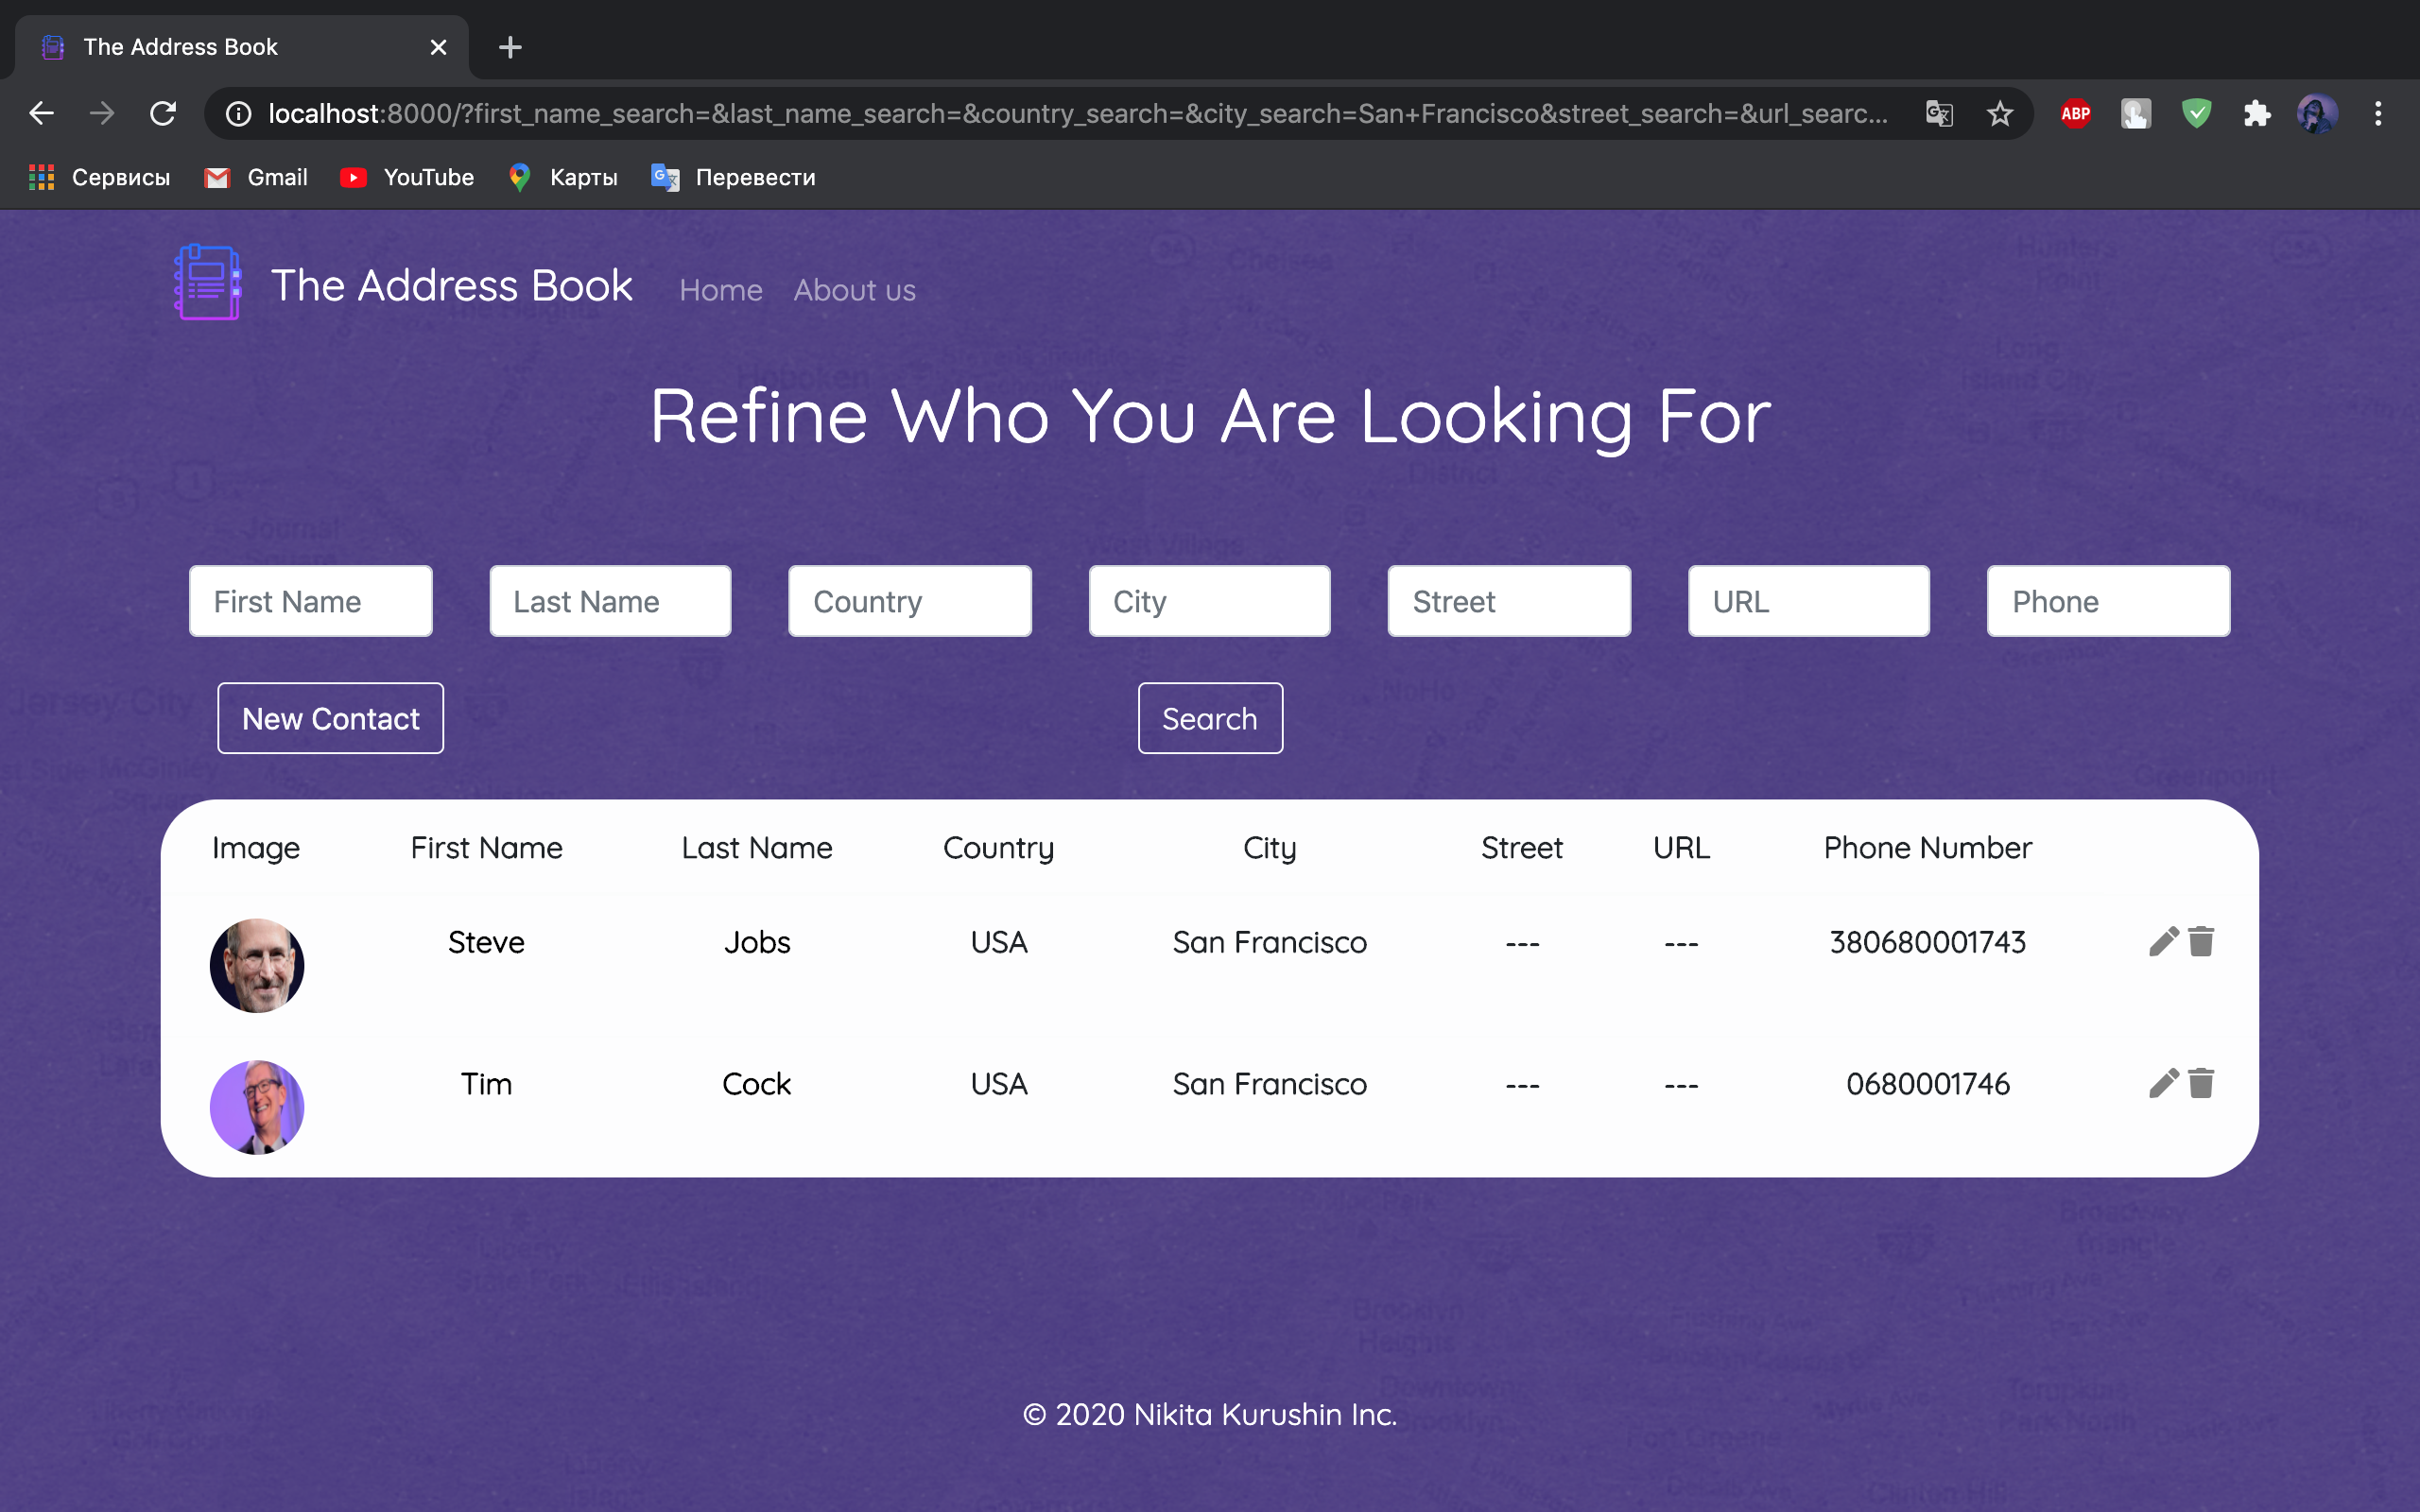 The Address Book
localhost:8000/?first_name_search=&last_name_search=&country_search=&city_search=San+Francisco&street_search=&url_searc...
ABP
Сервисы Gmail YouTube Карты Перевести
The Address Book Home About us
Refine Who You Are Looking For
First Name Last Name Country City Street URL Phone
New Contact Search
Image First Name Last Name Country City Street URL Phone Number
Steve Jobs USA San Francisco --- --- 380680001743
Tim Cock USA San Francisco --- --- 0680001746
© 2020 Nikita Kurushin Inc.